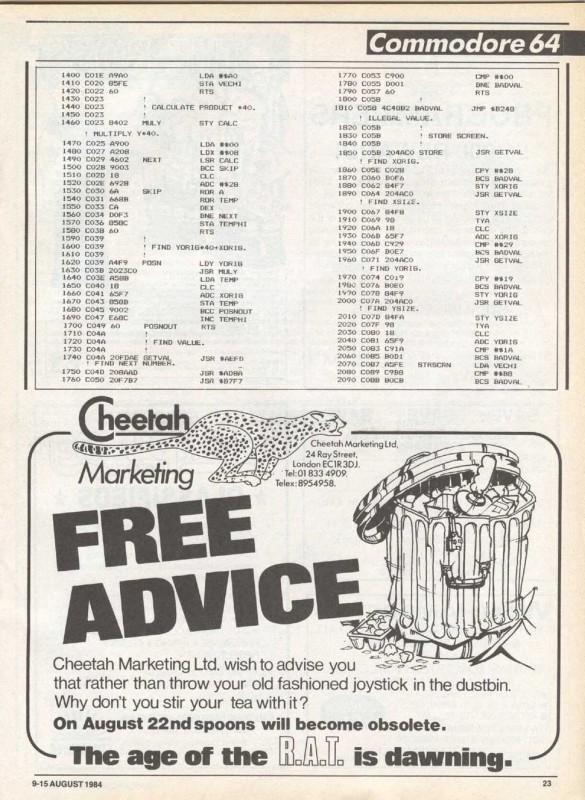 Commodore 64
1400 C01E A9A0 LDA #$A0
1410 C020 85FE STA VECHI
1420 C022 60 RTS
1430 C023 !
1440 C023 ! CALCULATE PRODUCT *40.
1450 C023 !
1460 C023 8402 MULY STY CALC
! MULTIPLY Y*40.
1470 C025 A900 LDA #$00
1480 C027 A208 LDX #$08
1490 C029 4602 NEXT LSR CALC
1500 C02B 9003 BCC SKIP
1510 C02D 18 CLC
1520 C02E 6928 ADC #$28
1530 C030 6A SKIP ROR A
1540 C031 668B ROR TEMP
1550 C033 CA DEX
1560 C034 D0F3 BNE NEXT
1570 C036 858C STA TEMPHI
1580 C038 60 RTS
1590 C039 !
1600 C039 ! FIND YORIG*40+XORIG.
1610 C039 !
1620 C039 A4F9 POSN LDY YORIG
1630 C03B 2023C0 JSR MULY
1640 C03E A58B LDA TEMP
1650 C040 18 CLC
1660 C041 65F7 ADC XORIG
1670 C043 858B STA TEMP
1680 C045 9002 BCC POSNOUT
1690 C047 E68C INC TEMPHI
1700 C049 60 POSNOUT RTS
1710 C04A !
1720 C04A ! FIND VALUE.
1730 C04A !
1740 C04A 20FDAE GETVAL JSR $AEFD
! FIND NEXT NUMBER.
1750 C04D 208AAD JSR $AD8A
1760 C050 20F7B7 JSR $B7F7
1770 C053 C900 CMP #$00
1780 C055 D001 BNE BADVAL
1790 C057 60 RTS
1800 C058 !
1810 C058 4C48B2 BADVAL JMP $B248
! ILLEGAL VALUE.
1820 C05B !
1830 C05B ! STORE SCREEN.
1840 C05B !
1850 C05B 204AC0 STORE JSR GETVAL
! FIND XORIG.
1860 C05E C028 CPY #$28
1870 C060 B0F6 BCS BADVAL
1880 C062 84F7 STY XORIG
1890 C064 204AC0 JSR GETVAL
! FIND XSIZE.
1900 C067 84F8 STY XSIZE
1910 C069 98 TYA
1920 C06A 18 CLC
1930 C06B 65F7 ADC XORIG
1940 C06D C929 CMP #$29
1950 C06F B0E7 BCS BADVAL
1960 C071 204AC0 JSR GETVAL
! FIND YORIG.
1970 C074 C019 CPY #$19
1980 C076 B0E0 BCS BADVAL
1990 C078 84F9 STY YORIG
2000 C07A 204AC0 JSR GETVAL
! FIND YSIZE.
2010 C07D 84FA STY YSIZE
2020 C07F 98 TYA
2030 C080 18 CLC
2040 C081 65F9 ADC YORIG
2050 C083 C91A CMP #$1A
2060 C085 B0D1 BCS BADVAL
2070 C087 A5FE STRSCRN LDA VECHI
2080 C089 C9B8 CMP #$B8
2090 C08B B0CB BCS BADVAL
Cheetah
Marketing
Cheetah Marketing Ltd,
24 Ray Street,
London EC1R 3DJ.
Tel: 01 833 4909.
Telex: 8954958.
FREE
ADVICE
Cheetah Marketing Ltd. wish to advise you
that rather than throw your old fashioned joystick in the dustbin.
Why don't you stir your tea with it?
On August 22nd spoons will become obsolete.
The age of the R.A.T. is dawning.
9-15 AUGUST 1984
23